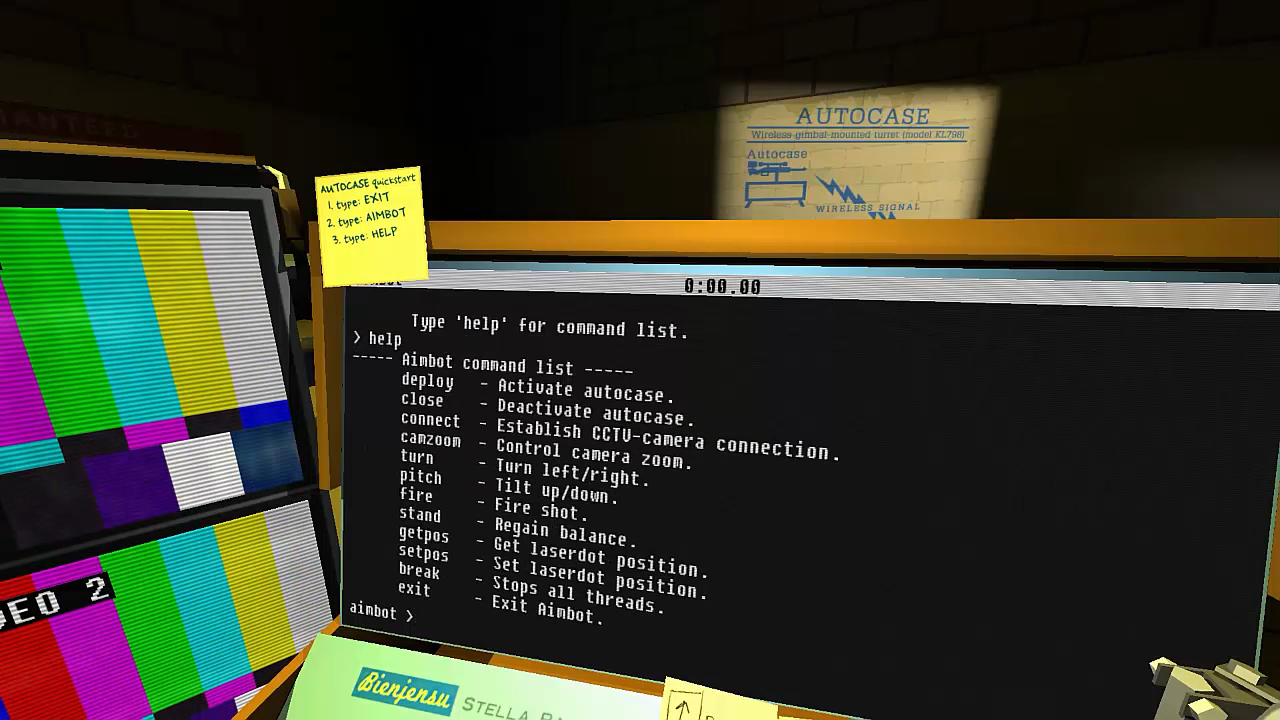 AUTOCASE
Wireless gimbal-mounted turret (model KL798)
Autocase
WIRELESS SIGNAL
AUTOCASE quickstart
1. type: EXIT
2. type: AIMBOT
3. type: HELP
0:00.00
Type 'help' for command list.
> help
----- Aimbot command list -----
deploy - Activate autocase.
close - Deactivate autocase.
connect - Establish CCTV-camera connection.
camzoom - Control camera zoom.
turn - Turn left/right.
pitch - Tilt up/down.
fire - Fire shot.
stand - Regain balance.
getpos - Get laserdot position.
setpos - Set laserdot position.
break - Stops all threads.
exit - Exit Aimbot.
aimbot >
DEO 2
Bienjensu STELLA